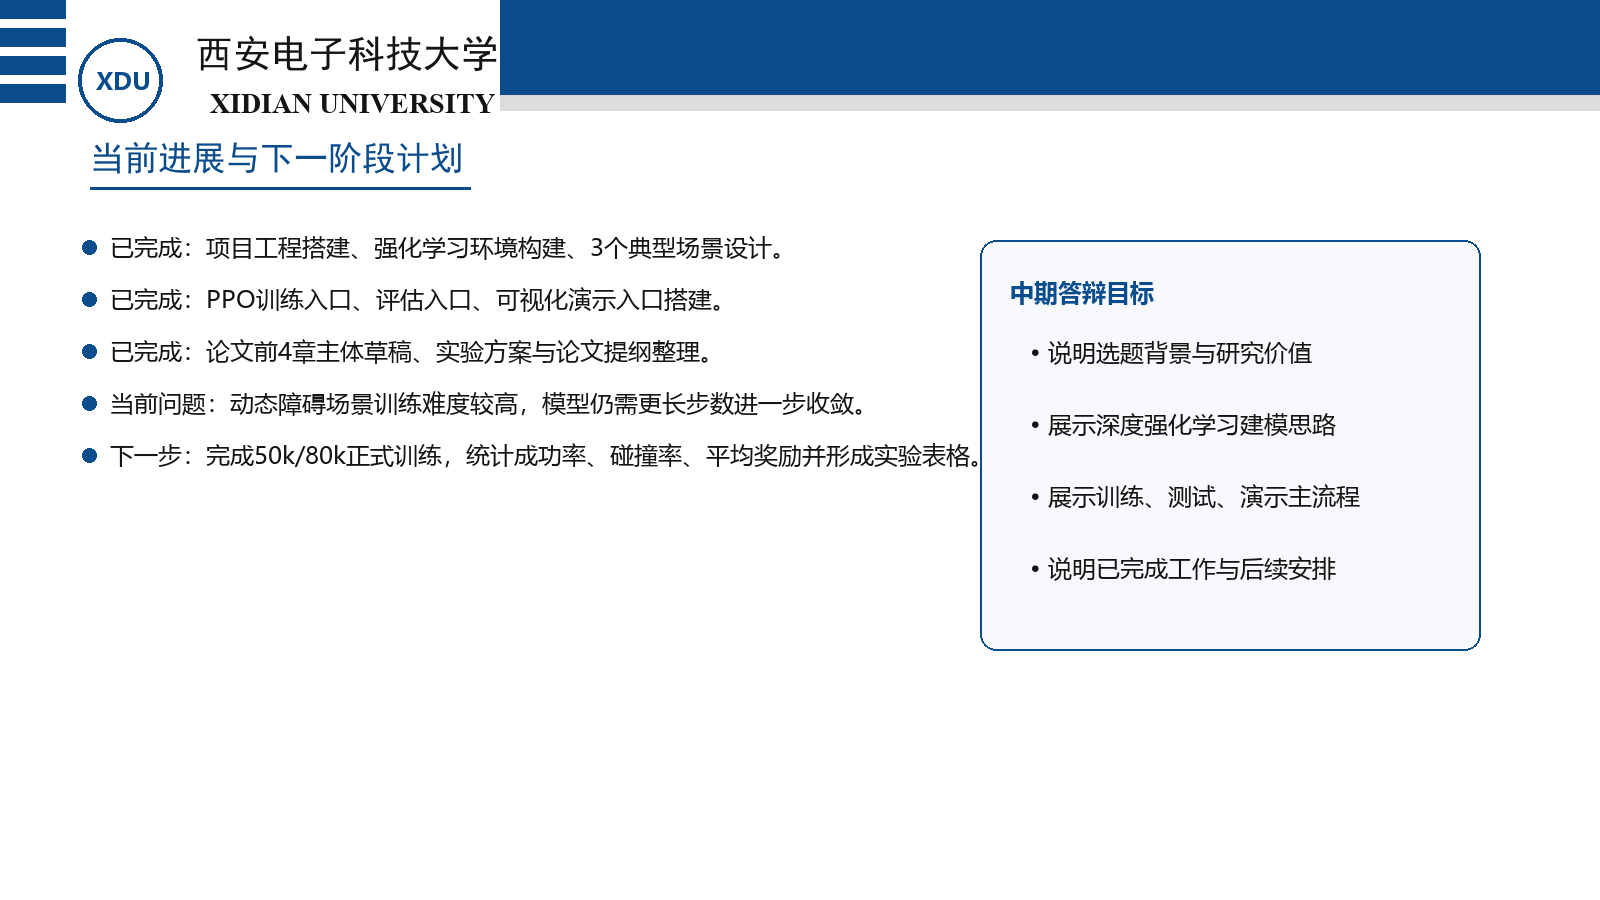 XDU
西安电子科技大学
XIDIAN UNIVERSITY
当前进展与下一阶段计划
已完成：项目工程搭建、强化学习环境构建、3个典型场景设计。
已完成：PPO训练入口、评估入口、可视化演示入口搭建。
已完成：论文前4章主体草稿、实验方案与论文提纲整理。
当前问题：动态障碍场景训练难度较高，模型仍需更长步数进一步收敛。
下一步：完成50k/80k正式训练，统计成功率、碰撞率、平均奖励并形成实验表格。
中期答辩目标
• 说明选题背景与研究价值
• 展示深度强化学习建模思路
• 展示训练、测试、演示主流程
• 说明已完成工作与后续安排